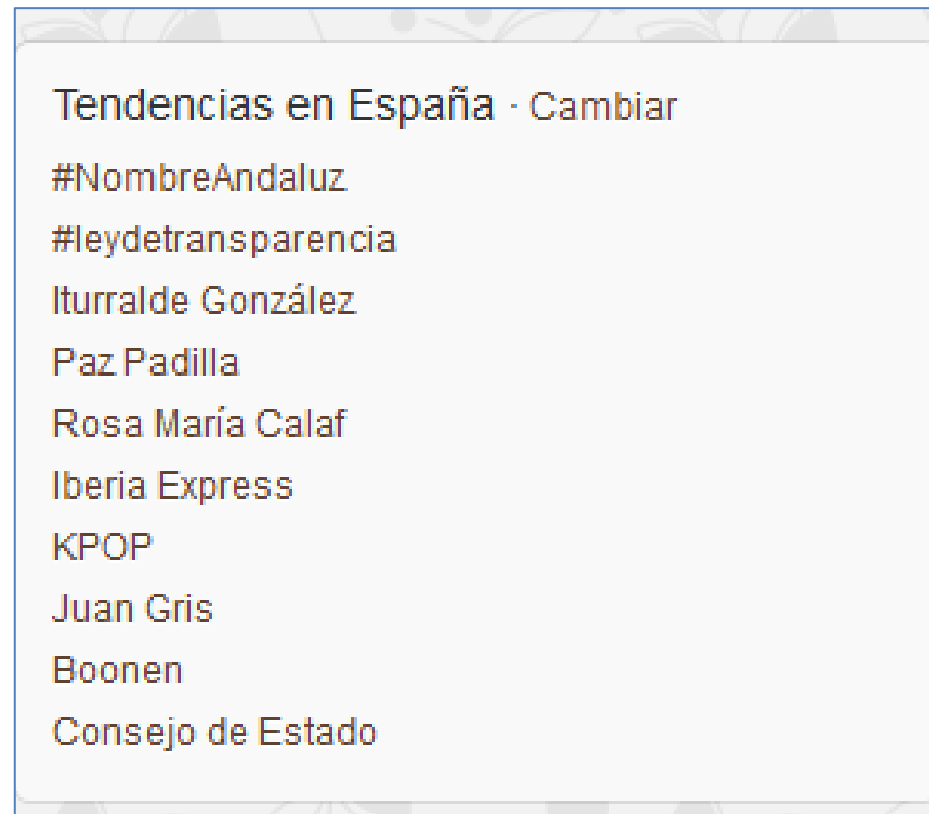 Tendencias en España · Cambiar
#NombreAndaluz
#leydetransparencia
Iturralde González
Paz Padilla
Rosa María Calaf
Iberia Express
KPOP
Juan Gris
Boonen
Consejo de Estado